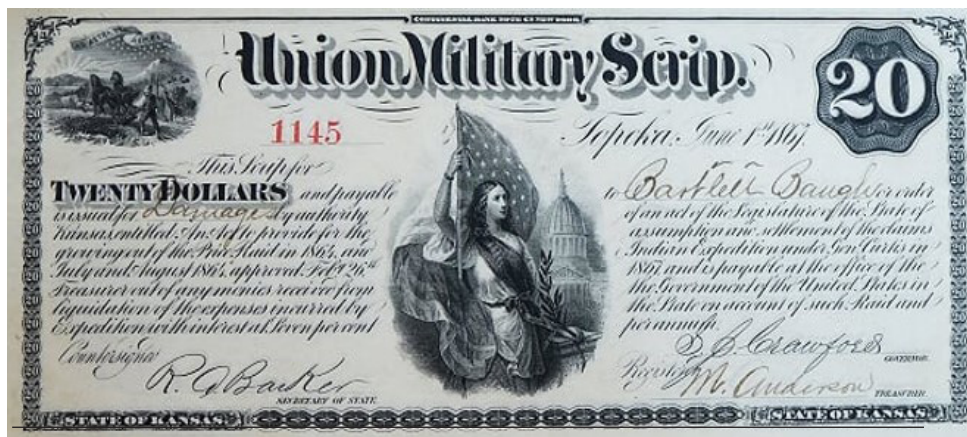 CONTINENTAL BANK NOTE CO NEW YORK
Union Military Scrip.
20
1145
Topeka, June 1st 1867.
This Scrip for
TWENTY DOLLARS and payable to Bartlett Baugh or order
is issued for Damages by authority of an act of the Legislature of the State of
Kansas entitled "An Act to provide for the assumption and settlement of the claims
growing out of the Price Raid in 1864, and Indian Expedition under Gen Curtis in
July and August 1864, approved Feby 26th 1867 and is payable at the office of the
Treasurer out of any monies received from the Government of the United States in
liquidation of the expenses incurred by the State on account of such Raid and
Expedition with interest at Seven per cent per annum.
Countersigned
R. A. Barker
SECRETARY OF STATE.
S. J. Crawford
GOVERNOR.
Registered
M. Anderson
TREASURER.
STATE OF KANSAS
STATE OF KANSAS